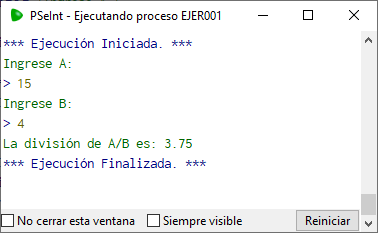 PSeInt - Ejecutando proceso EJER001
*** Ejecución Iniciada. ***
Ingrese A:
> 15
Ingrese B:
> 4
La división de A/B es: 3.75
*** Ejecución Finalizada. ***
No cerrar esta ventana
Siempre visible
Reiniciar